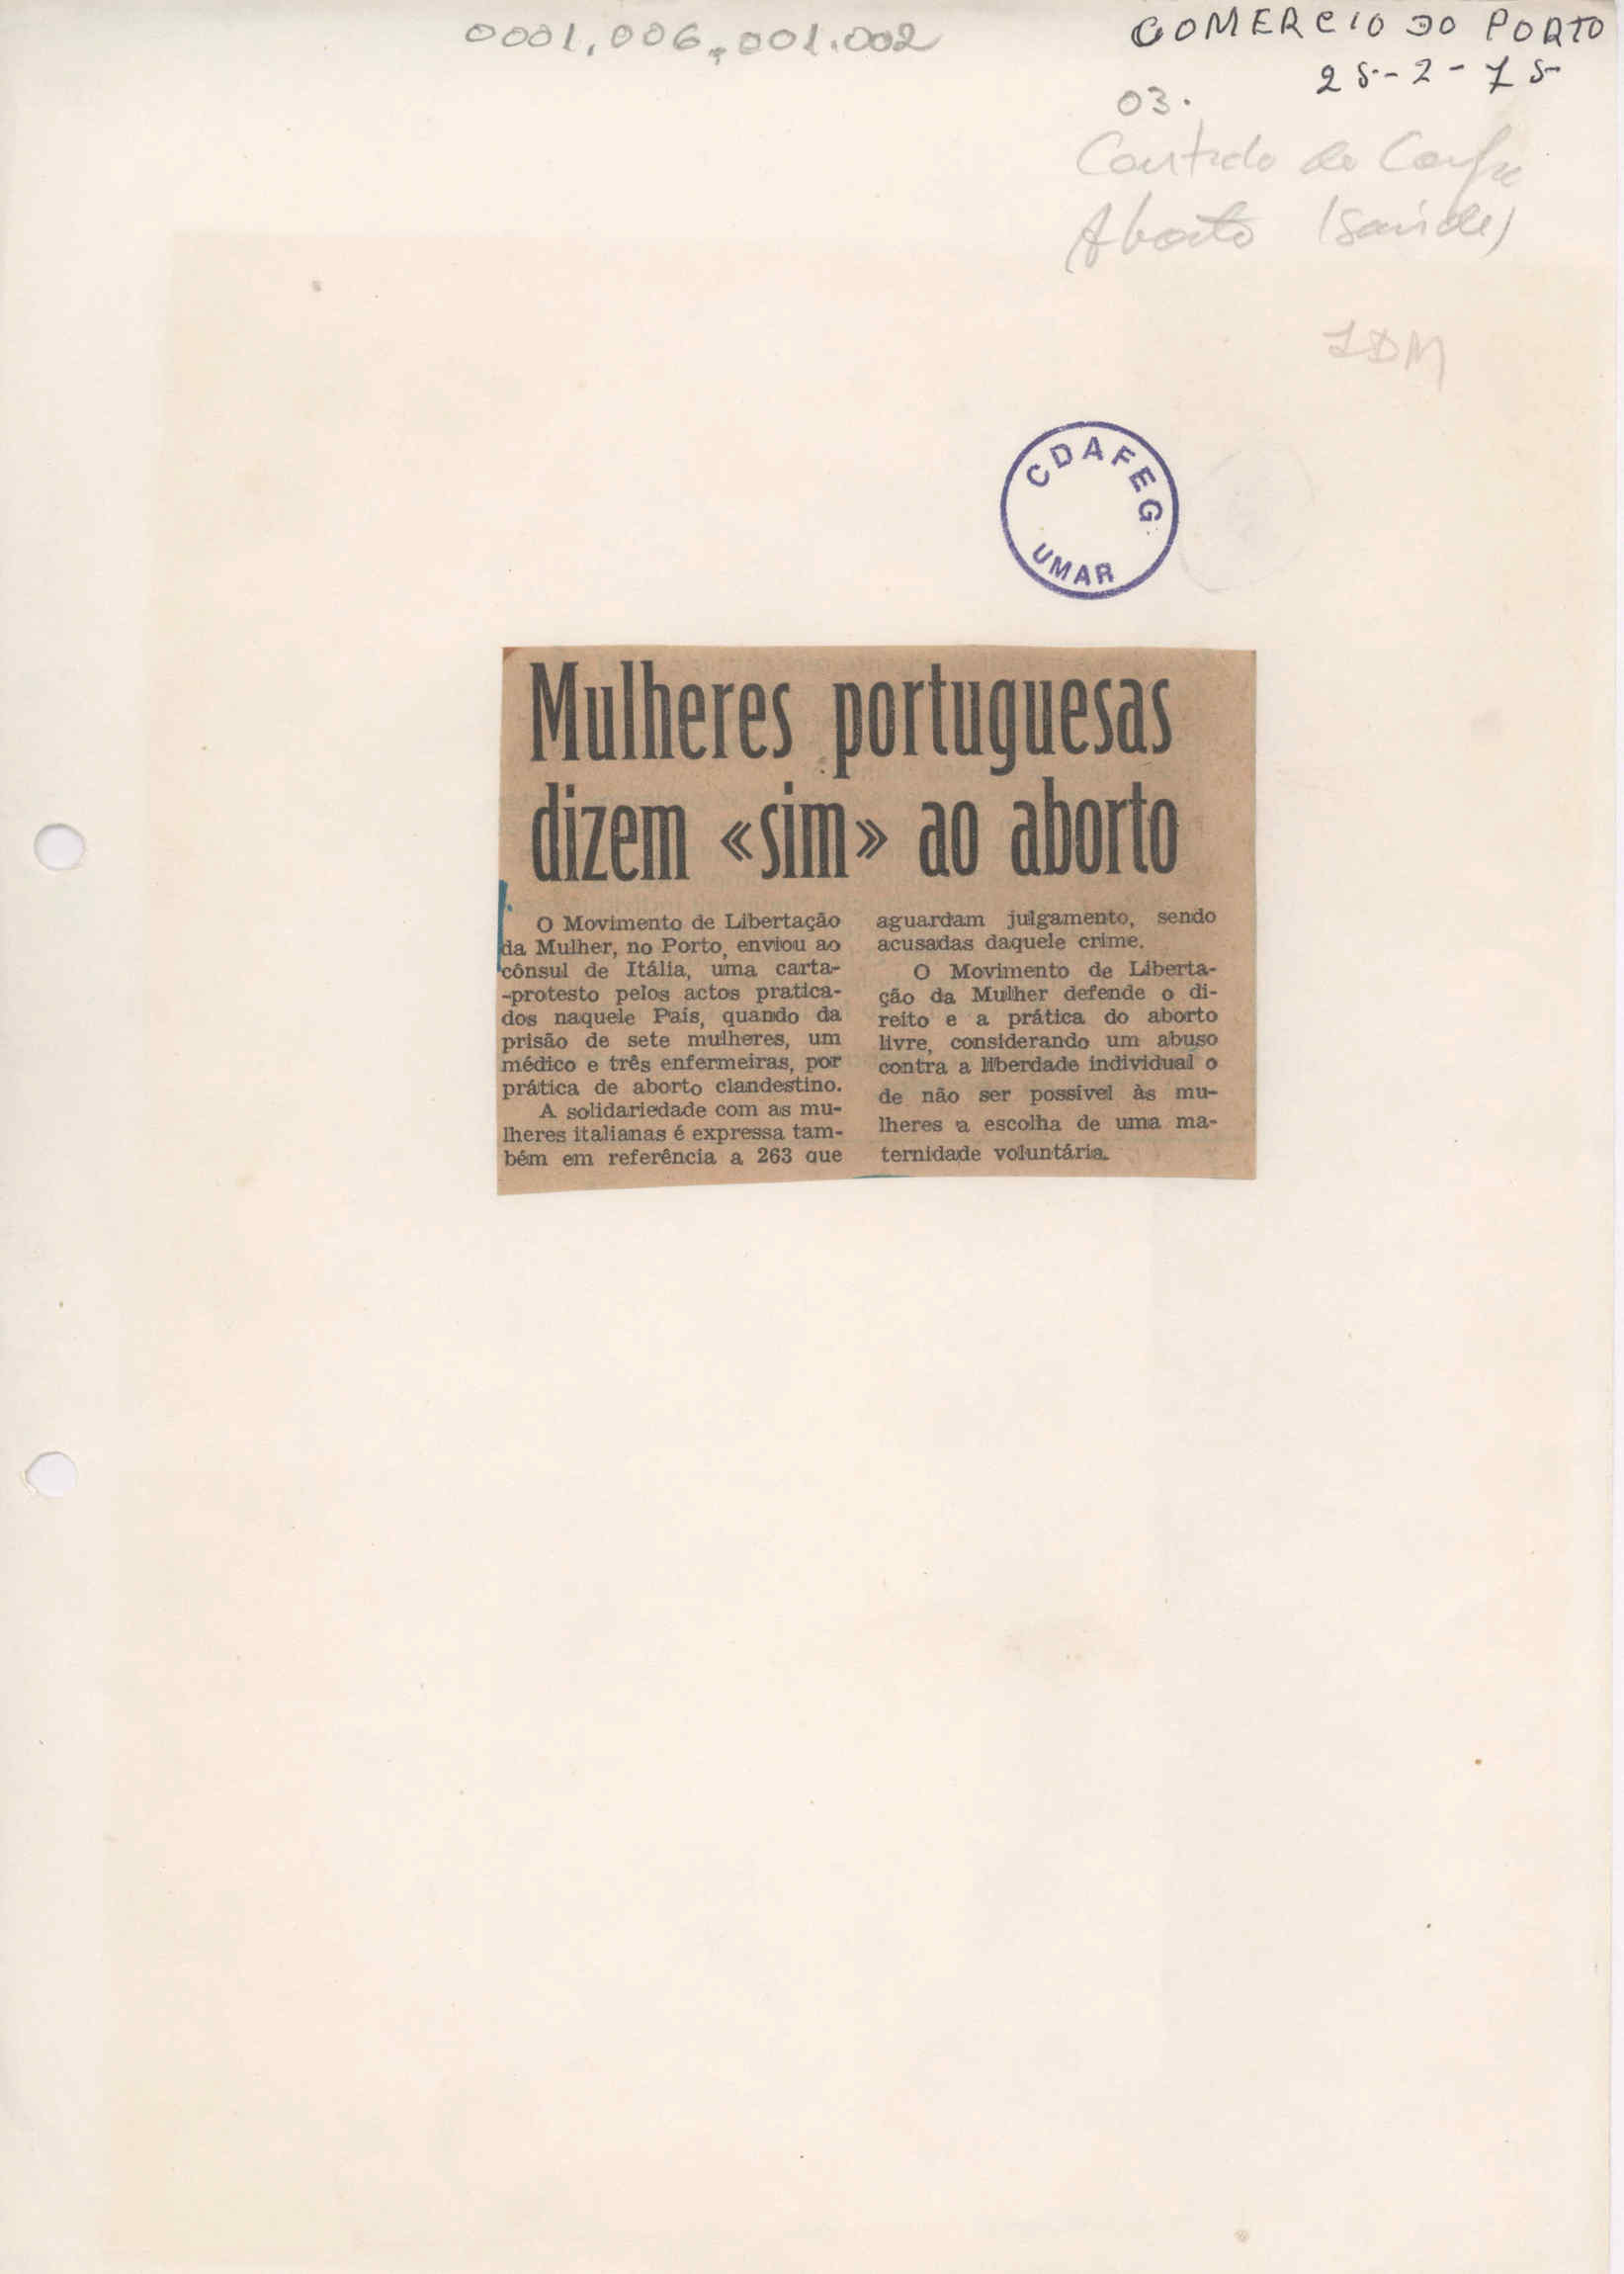 0001.006.001.002
COMERCIO DO PORTO
25-2-75
03.
Controlo do Corpo
Aborto (saúde)
CDAFEG
UMAR
Mulheres portuguesas
dizem «sim» ao aborto
O Movimento de Libertação
da Mulher, no Porto, enviou ao
cônsul de Itália, uma carta-
-protesto pelos actos pratica-
dos naquele País, quando da
prisão de sete mulheres, um
médico e três enfermeiras, por
prática de aborto clandestino.
A solidariedade com as mu-
lheres italianas é expressa tam-
bém em referência a 263 que
aguardam julgamento, sendo
acusadas daquele crime.
O Movimento de Liberta-
ção da Mulher defende o di-
reito e a prática do aborto
livre, considerando um abuso
contra a liberdade individual o
de não ser possível às mu-
lheres a escolha de uma ma-
ternidade voluntária.